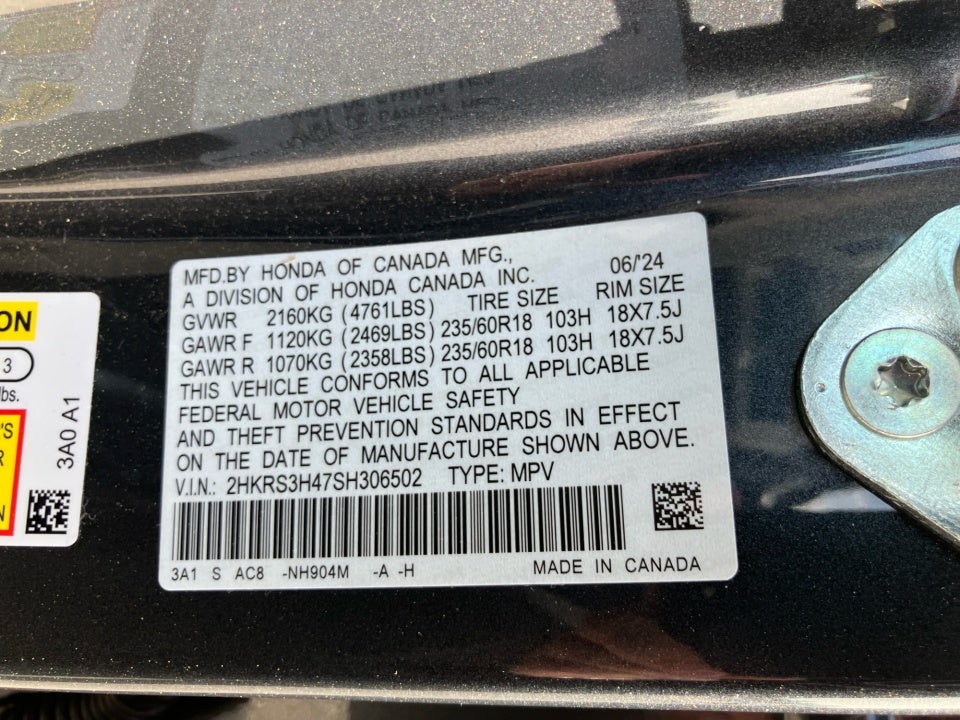 MFD.BY HONDA OF CANADA MFG., 06/'24
A DIVISION OF HONDA CANADA INC.
GVWR 2160KG (4761LBS) TIRE SIZE RIM SIZE
GAWR F 1120KG (2469LBS) 235/60R18 103H 18X7.5J
GAWR R 1070KG (2358LBS) 235/60R18 103H 18X7.5J
THIS VEHICLE CONFORMS TO ALL APPLICABLE
FEDERAL MOTOR VEHICLE SAFETY
AND THEFT PREVENTION STANDARDS IN EFFECT
ON THE DATE OF MANUFACTURE SHOWN ABOVE.
V.I.N.: 2HKRS3H47SH306502 TYPE: MPV
3A1 S AC8 -NH904M -A -H MADE IN CANADA
ON
3
lbs.
'S
R
N
3A0 A1